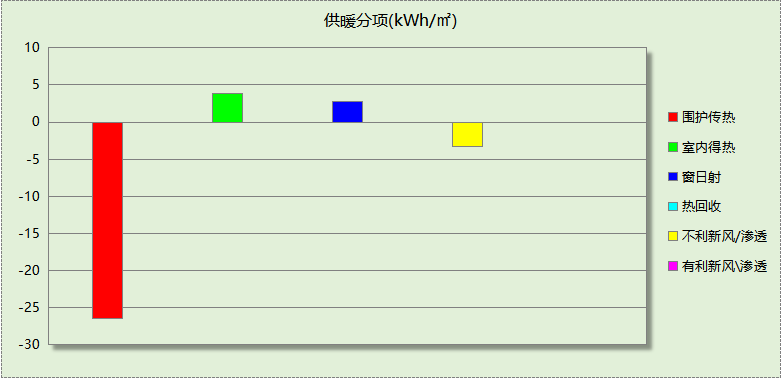 供暖分项(kWh/㎡)
10
5
0
-5
-10
-15
-20
-25
-30
围护传热
室内得热
窗日射
热回收
不利新风/渗透
有利新风\渗透